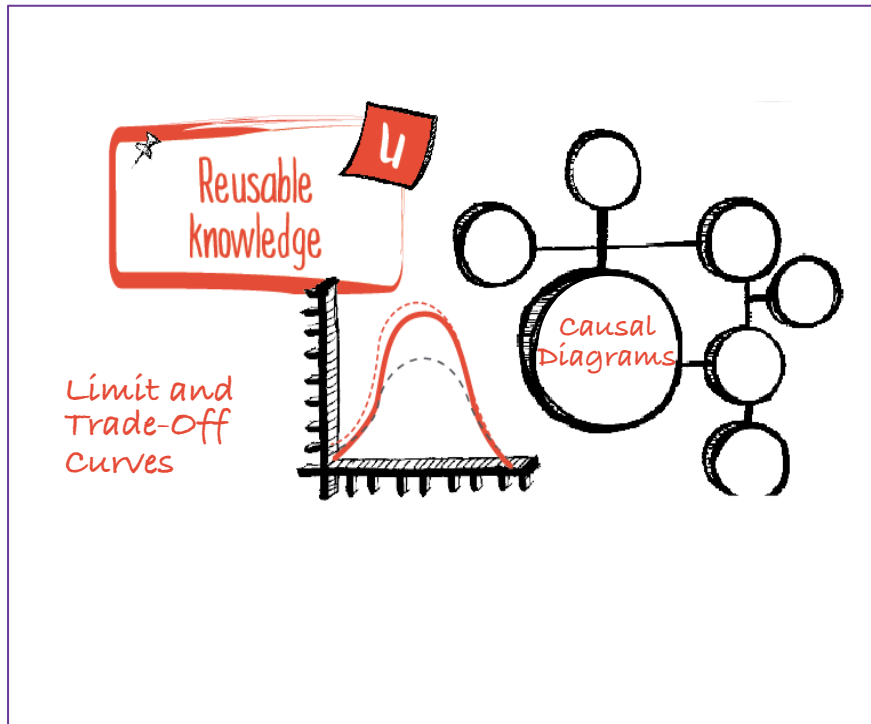 u
Reusable
knowledge
Causal
Diagrams
Limit and
Trade-Off
Curves